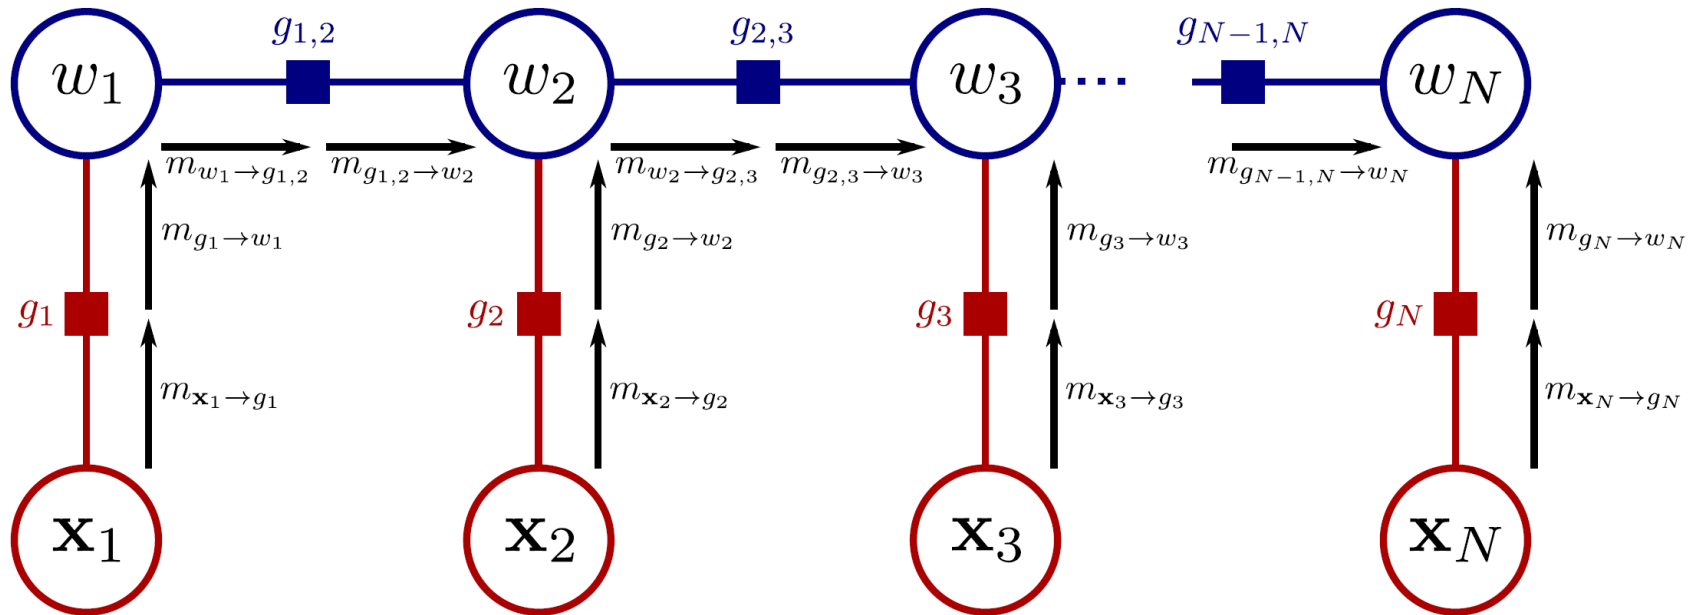 g_{1,2} g_{2,3} g_{N-1,N}
w_1 w_2 w_3 w_N
m_{w_1→g_{1,2}} m_{g_{1,2}→w_2} m_{w_2→g_{2,3}} m_{g_{2,3}→w_3} m_{g_{N-1,N}→w_N}
m_{g_1→w_1} m_{g_2→w_2} m_{g_3→w_3} m_{g_N→w_N}
g_1 g_2 g_3 g_N
m_{𝐱_1→g_1} m_{𝐱_2→g_2} m_{𝐱_3→g_3} m_{𝐱_N→g_N}
𝐱_1 𝐱_2 𝐱_3 𝐱_N